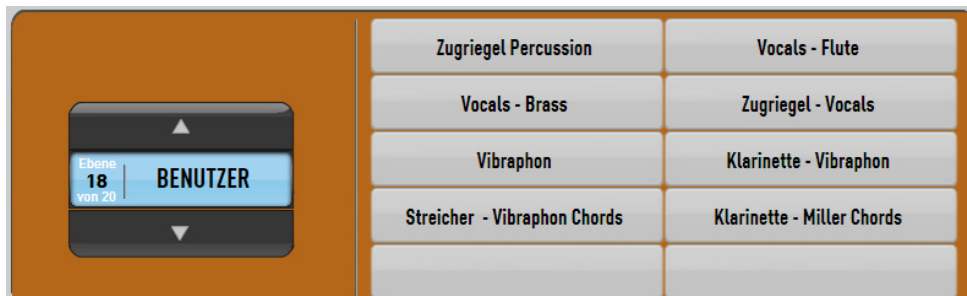 Ebene
18
von 20
BENUTZER
Zugriegel Percussion
Vocals - Flute
Vocals - Brass
Zugriegel - Vocals
Vibraphon
Klarinette - Vibraphon
Streicher - Vibraphon Chords
Klarinette - Miller Chords